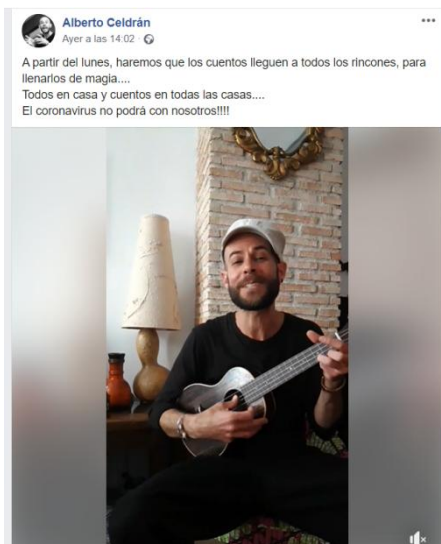 Alberto Celdrán
Ayer a las 14:02 ·
A partir del lunes, haremos que los cuentos lleguen a todos los rincones, para
llenarlos de magia....
Todos en casa y cuentos en todas las casas....
El coronavirus no podrá con nosotros!!!!